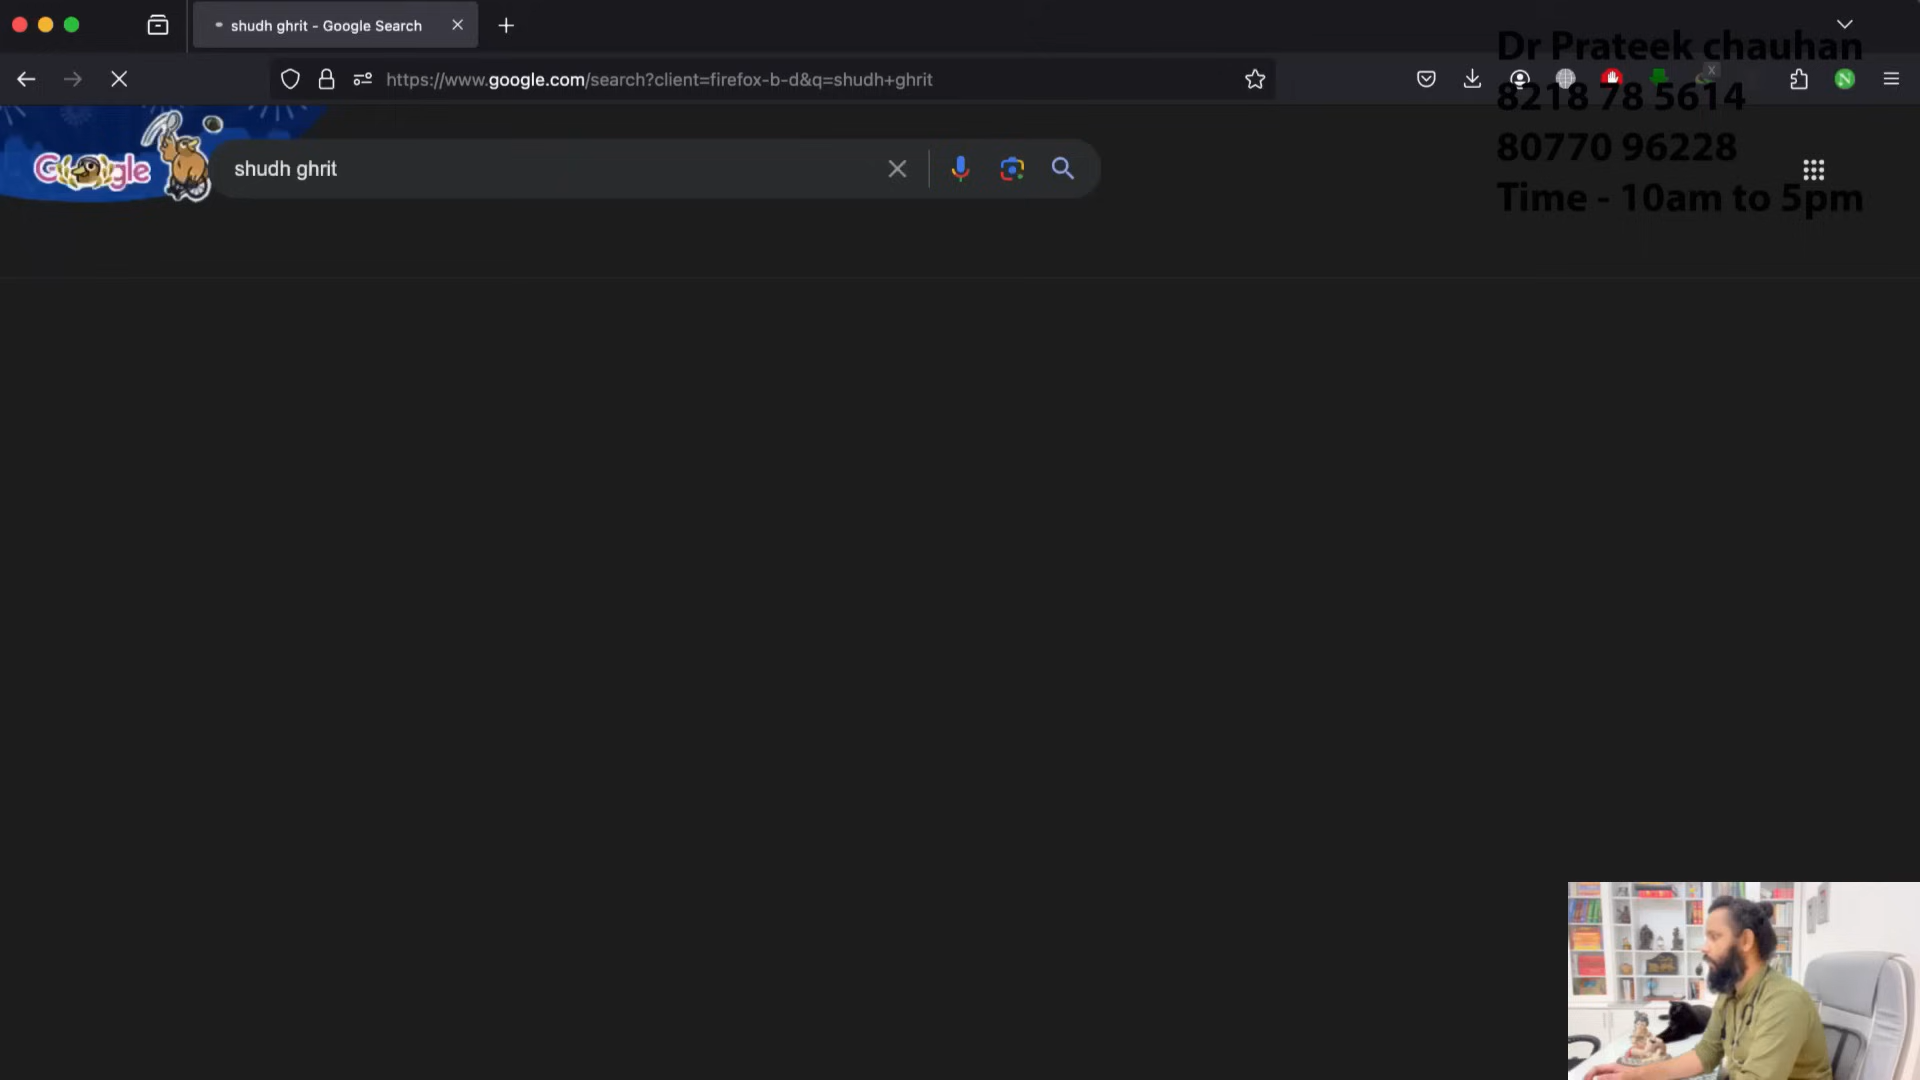 shudh ghrit - Google Search
https://www.google.com/search?client=firefox-b-d&q=shudh+ghrit
Dr Prateek chauhan
8218 78 5614
80770 96228
Time - 10am to 5pm
Google
shudh ghrit